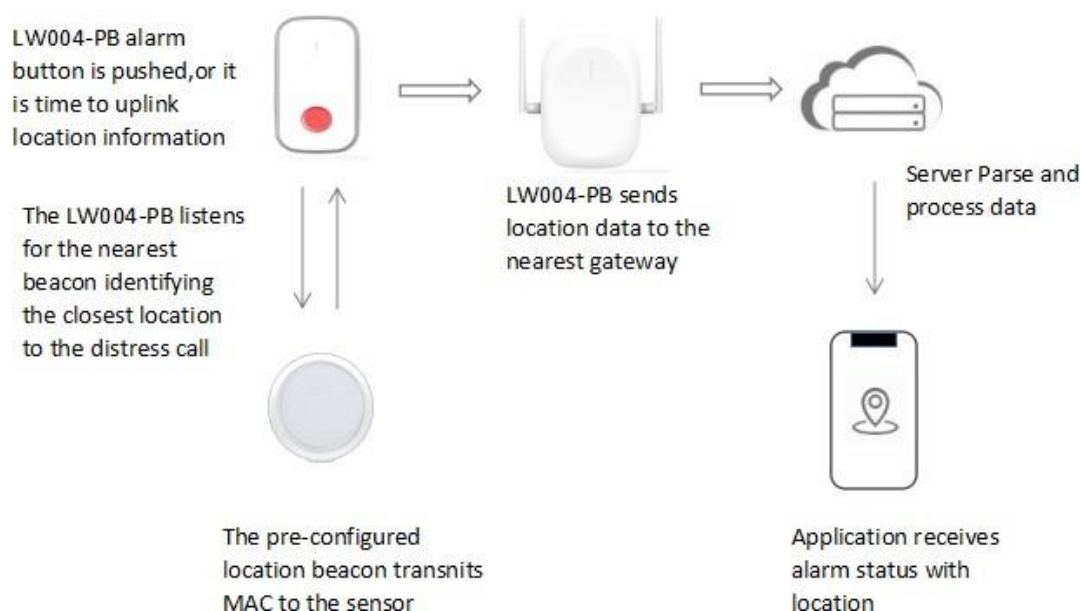 LW004-PB alarm
button is pushed,or it
is time to uplink
location information
The LW004-PB listens
for the nearest
beacon identifying
the closest location
to the distress call
The pre-configured
location beacon transnits
MAC to the sensor
LW004-PB sends
location data to the
nearest gateway
Server Parse and
process data
Application receives
alarm status with
location